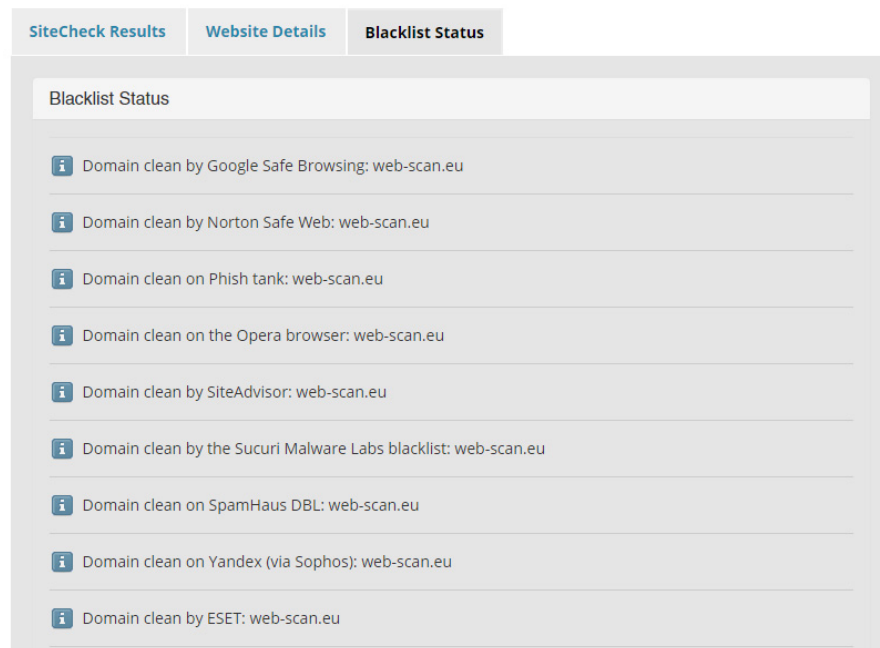 SiteCheck Results Website Details Blacklist Status
Blacklist Status
Domain clean by Google Safe Browsing: web-scan.eu
Domain clean by Norton Safe Web: web-scan.eu
Domain clean on Phish tank: web-scan.eu
Domain clean on the Opera browser: web-scan.eu
Domain clean by SiteAdvisor: web-scan.eu
Domain clean by the Sucuri Malware Labs blacklist: web-scan.eu
Domain clean on SpamHaus DBL: web-scan.eu
Domain clean on Yandex (via Sophos): web-scan.eu
Domain clean by ESET: web-scan.eu